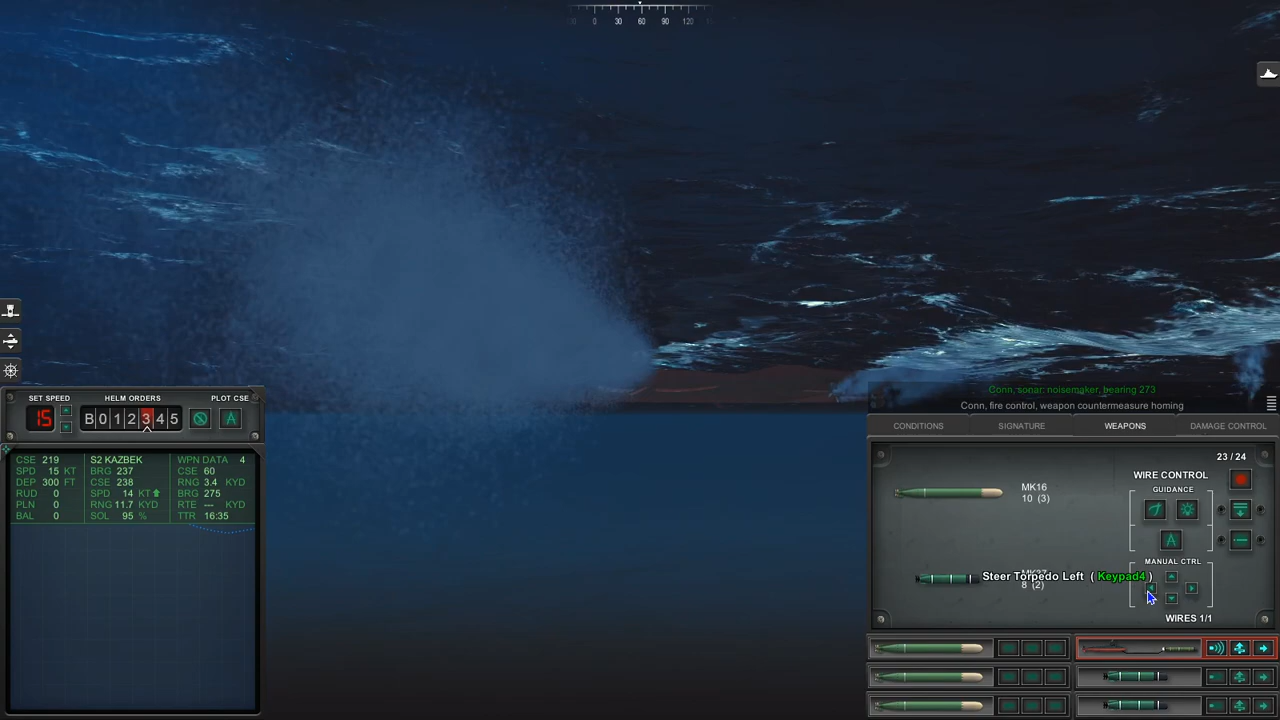 0 30 60 90 120
SET SPEED HELM ORDERS PLOT CSE
15 B 0 1 2 3 4 5
CSE 219 S2 KAZBEK WPN DATA 4
SPD 15 KT BRG 237 CSE 60
DEP 300 FT CSE 238 RNG 3.4 KYD
RUD 0 SPD 14 KT BRG 275
PLN 0 RNG 11.7 KYD RTE --- KYD
BAL 0 SOL 95 % TTR 16:35
Conn, sonar: noisemaker, bearing 273
Conn, fire control, weapon countermeasure homing
CONDITIONS SIGNATURE WEAPONS DAMAGE CONTROL
23 / 24
WIRE CONTROL
GUIDANCE
MK16
10 (3)
MANUAL CTRL
Steer Torpedo Left ( Keypad4 )
8 (2)
WIRES 1/1